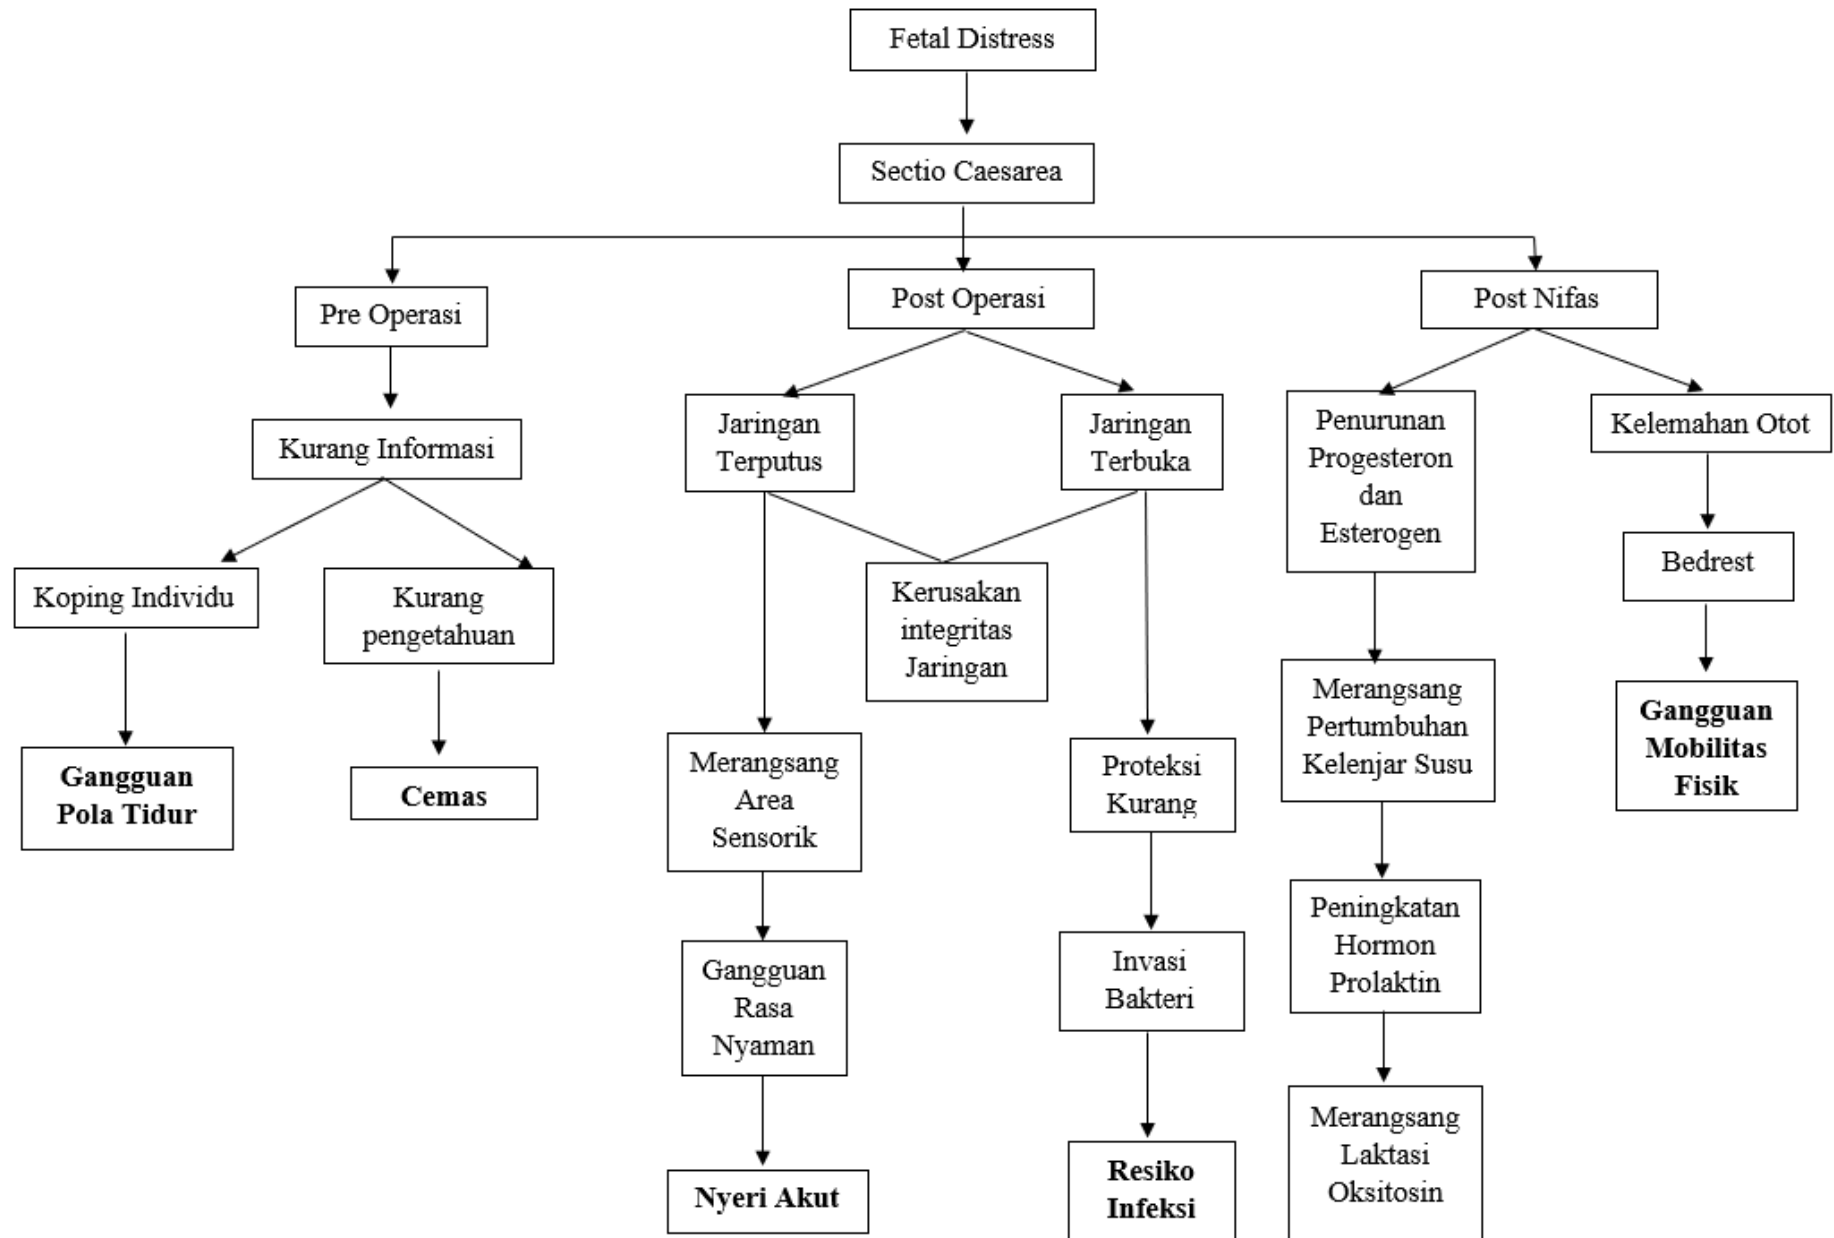 Fetal Distress
Sectio Caesarea
Pre Operasi
Post Operasi
Post Nifas
Kurang Informasi
Jaringan
Terputus
Jaringan
Terbuka
Penurunan
Progesteron
dan
Esterogen
Kelemahan Otot
Koping Individu
Kurang
pengetahuan
Kerusakan
integritas
Jaringan
Bedrest
Gangguan
Pola Tidur
Cemas
Merangsang
Area
Sensorik
Proteksi
Kurang
Merangsang
Pertumbuhan
Kelenjar Susu
Gangguan
Mobilitas
Fisik
Gangguan
Rasa
Nyaman
Invasi
Bakteri
Peningkatan
Hormon
Prolaktin
Nyeri Akut
Resiko
Infeksi
Merangsang
Laktasi
Oksitosin